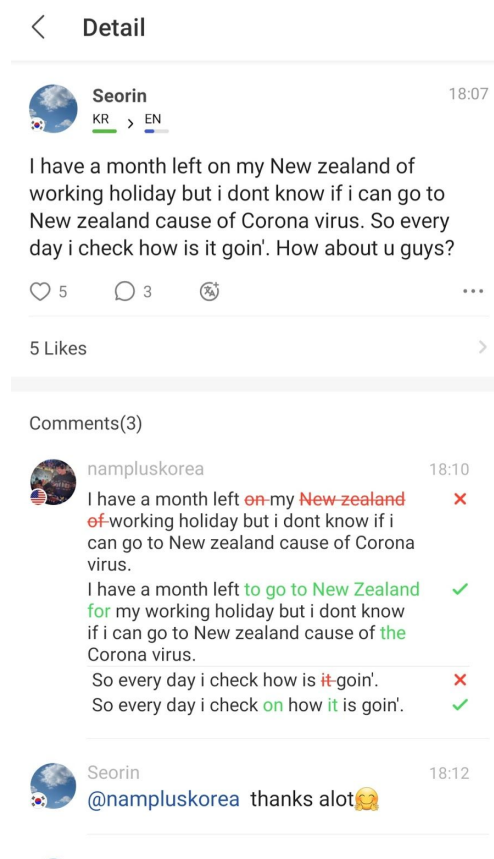 Detail
Seorin
18:07
KR > EN
I have a month left on my New zealand of
working holiday but i dont know if i can go to
New zealand cause of Corona virus. So every
day i check how is it goin'. How about u guys?
5 3
5 Likes
Comments(3)
nampluskorea
18:10
I have a month left on my New zealand
of working holiday but i dont know if i
can go to New zealand cause of Corona
virus.
I have a month left to go to New Zealand
for my working holiday but i dont know
if i can go to New zealand cause of the
Corona virus.
So every day i check how is it goin'.
So every day i check on how it is goin'.
Seorin
18:12
@nampluskorea thanks alot🤗